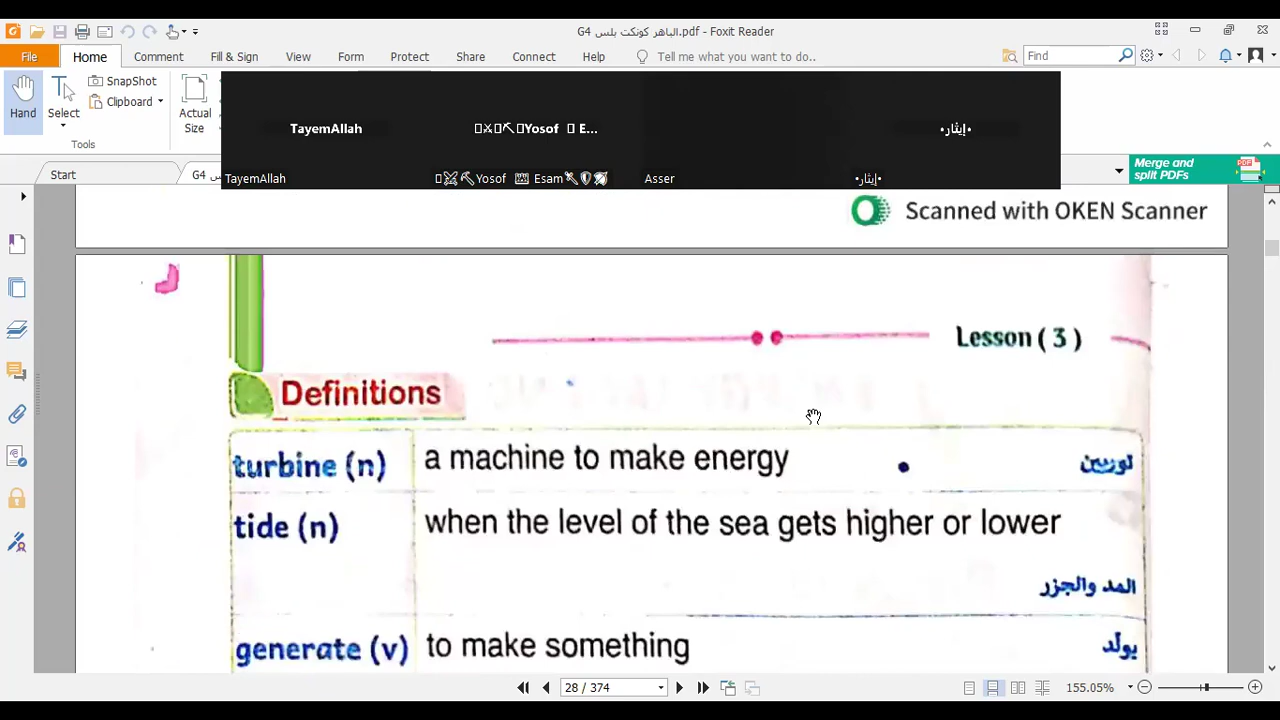 G4 الباهر كونكت بلس.pdf - Foxit Reader
File Home Comment View Fill & Sign Form Protect Share Connect Help Tell me what you want to do.. Find
Hand
Select
SnapShot
Clipboard
Actual Size
Tools
TayemAllah Yosof E... •إيثار•
TayemAllah Yosof Esam Asser •إيثار•
Merge and split PDFs
Start
G4
Scanned with OKEN Scanner
Lesson ( 3 )
Definitions
turbine (n) a machine to make energy توربين
tide (n) when the level of the sea gets higher or lower
المد والجزر
generate (v) to make something يولد
28 / 374
155.05%